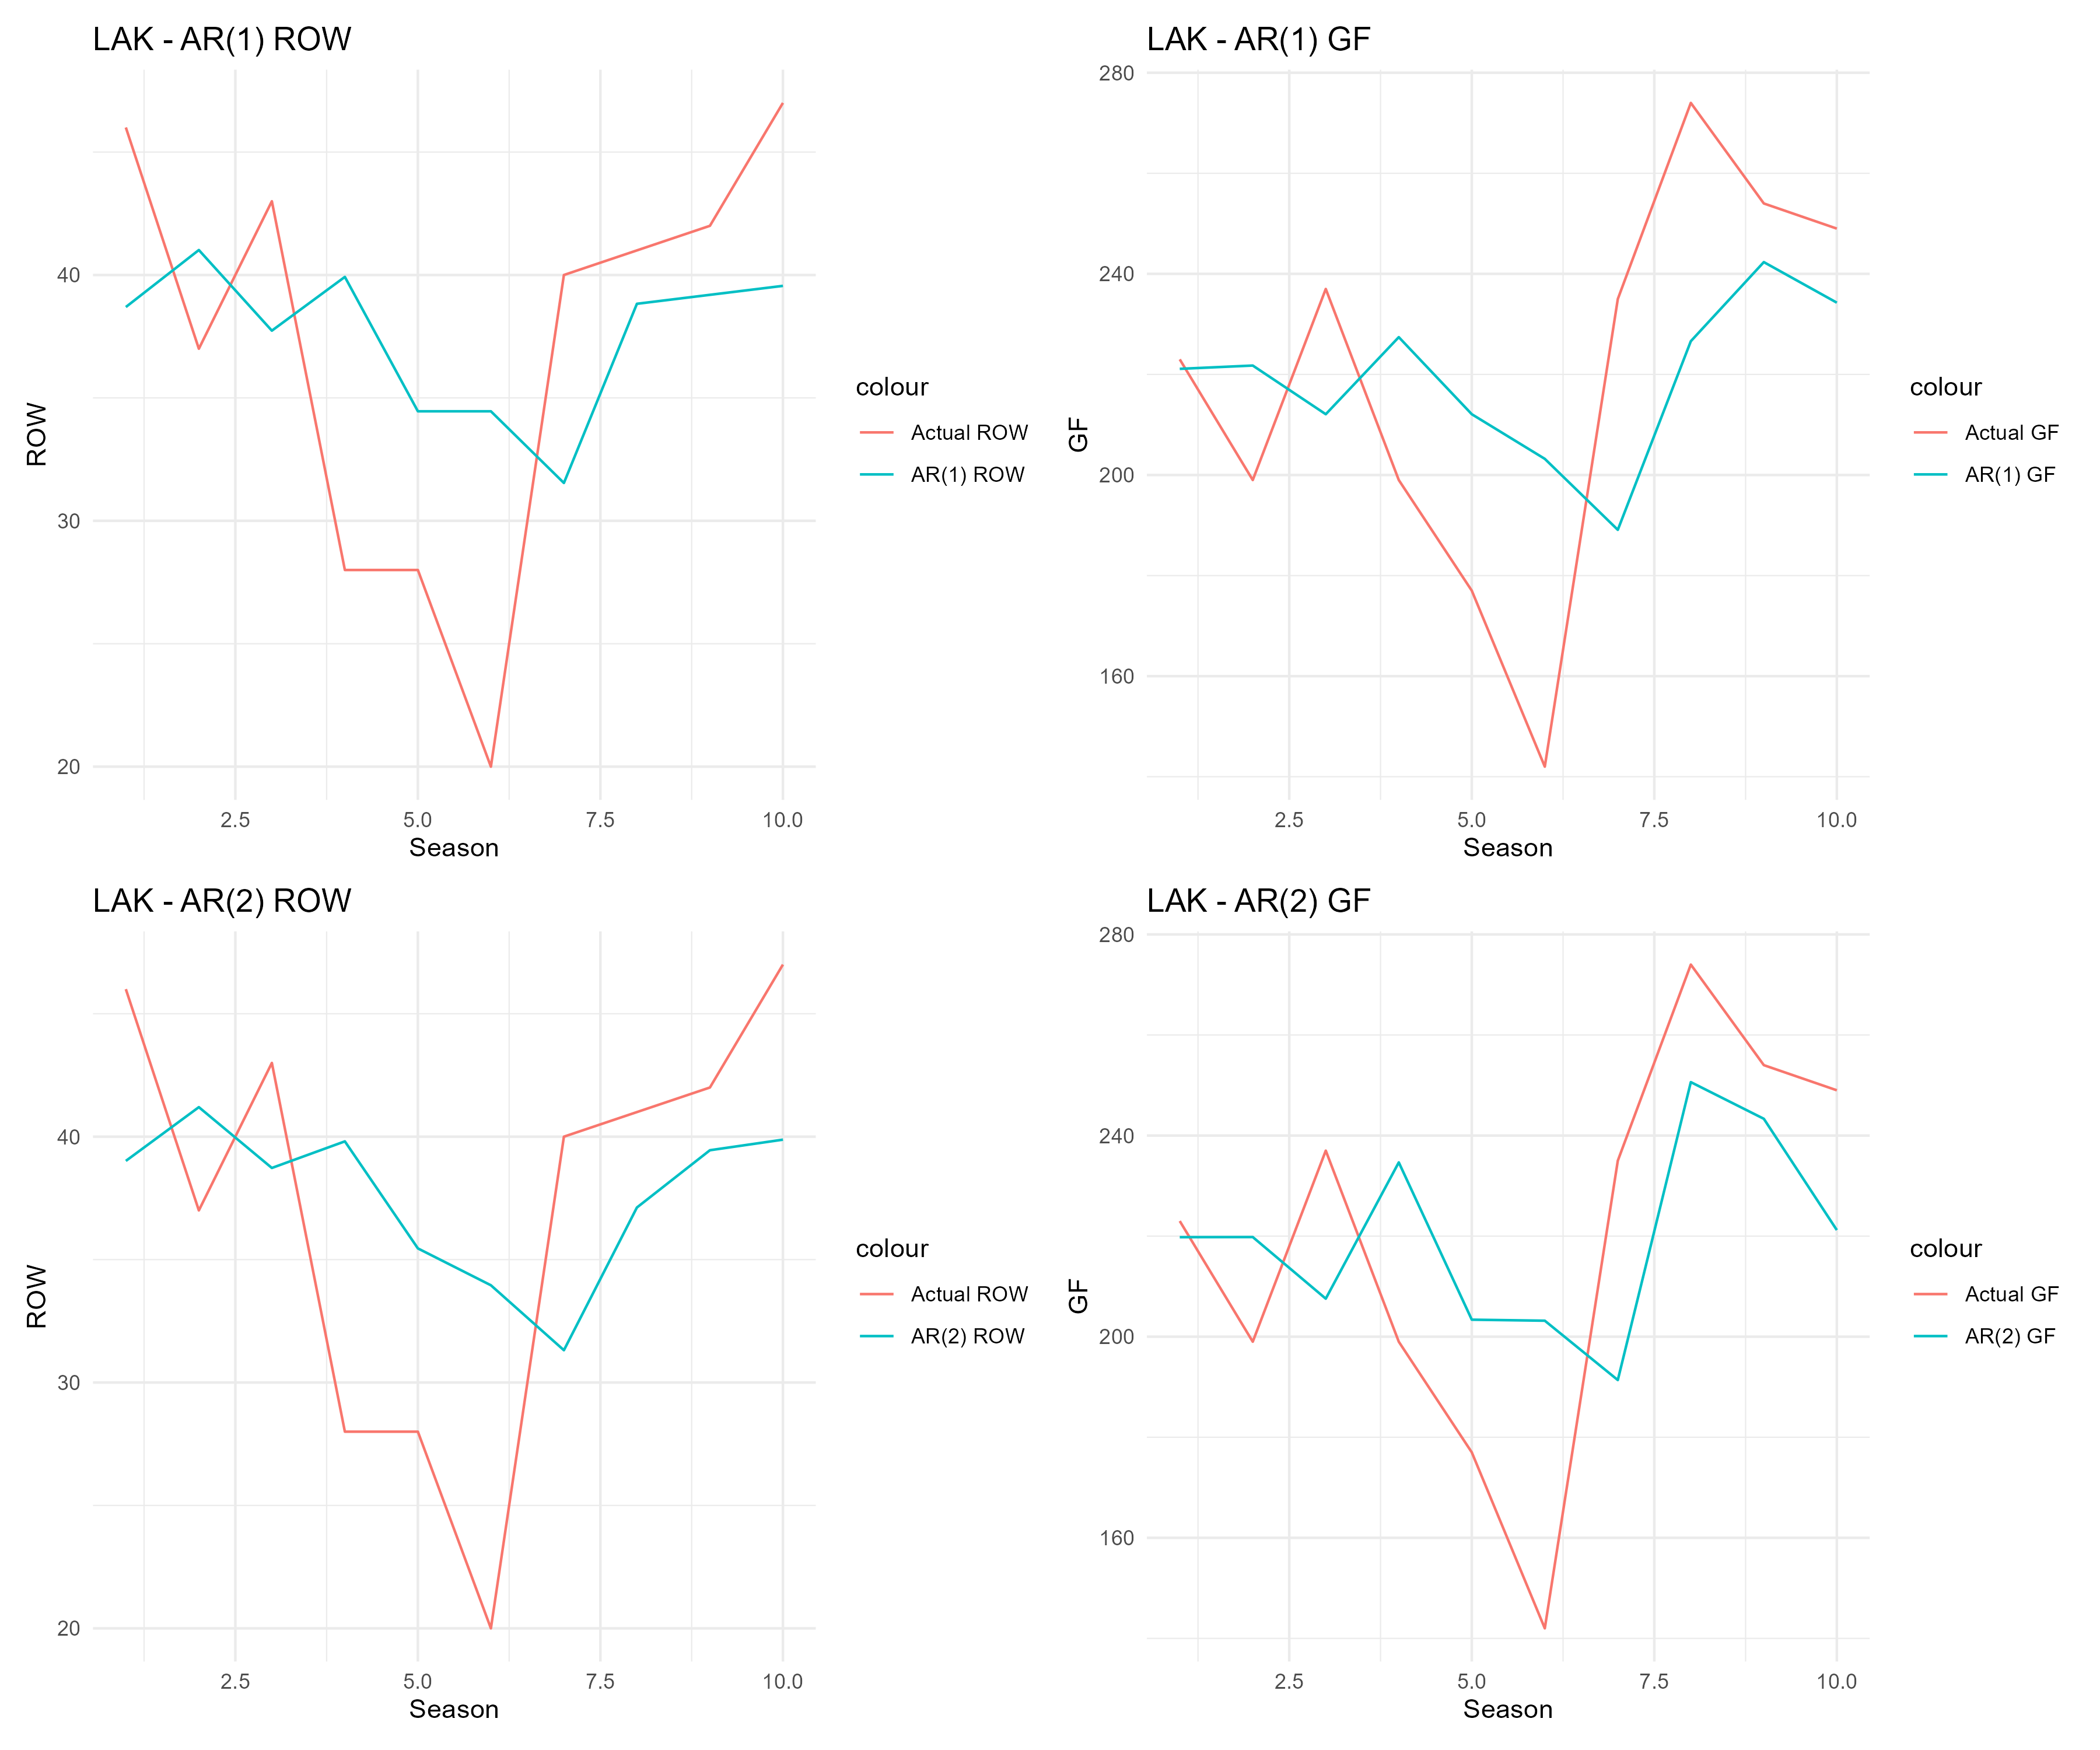 LAK - AR(1) ROW
40
30
20
ROW
2.5 5.0 7.5 10.0
Season
colour
Actual ROW
AR(1) ROW
LAK - AR(1) GF
280
240
200
160
GF
2.5 5.0 7.5 10.0
Season
colour
Actual GF
AR(1) GF
LAK - AR(2) ROW
40
30
20
ROW
2.5 5.0 7.5 10.0
Season
colour
Actual ROW
AR(2) ROW
LAK - AR(2) GF
280
240
200
160
GF
2.5 5.0 7.5 10.0
Season
colour
Actual GF
AR(2) GF